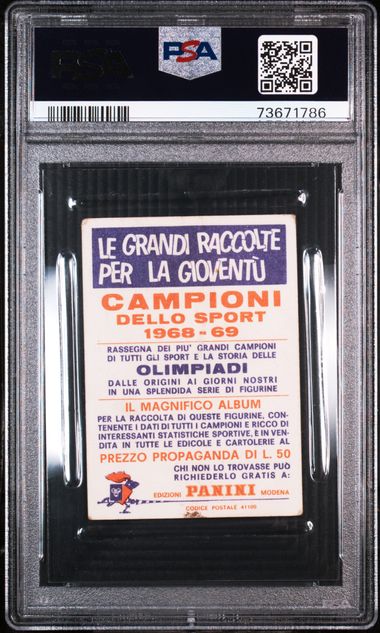 PSA
PSA
73671786
LE GRANDI RACCOLTE
PER LA GIOVENTÙ
CAMPIONI
DELLO SPORT
1968-69
RASSEGNA DEI PIU' GRANDI CAMPIONI
DI TUTTI GLI SPORT E LA STORIA DELLE
OLIMPIADI
DALLE ORIGINI AI GIORNI NOSTRI
IN UNA SPLENDIDA SERIE DI FIGURINE
IL MAGNIFICO ALBUM
PER LA RACCOLTA DI QUESTE FIGURINE, CON-
TENENTE I DATI DI TUTTI I CAMPIONI E RICCO DI
INTERESSANTI STATISTICHE SPORTIVE, E IN VEN-
DITA IN TUTTE LE EDICOLE E CARTOLERIE AL
PREZZO PROPAGANDA DI L. 50
CHI NON LO TROVASSE PUÒ
RICHIEDERLO GRATIS A:
EDIZIONI PANINI MODENA
CODICE POSTALE 41100